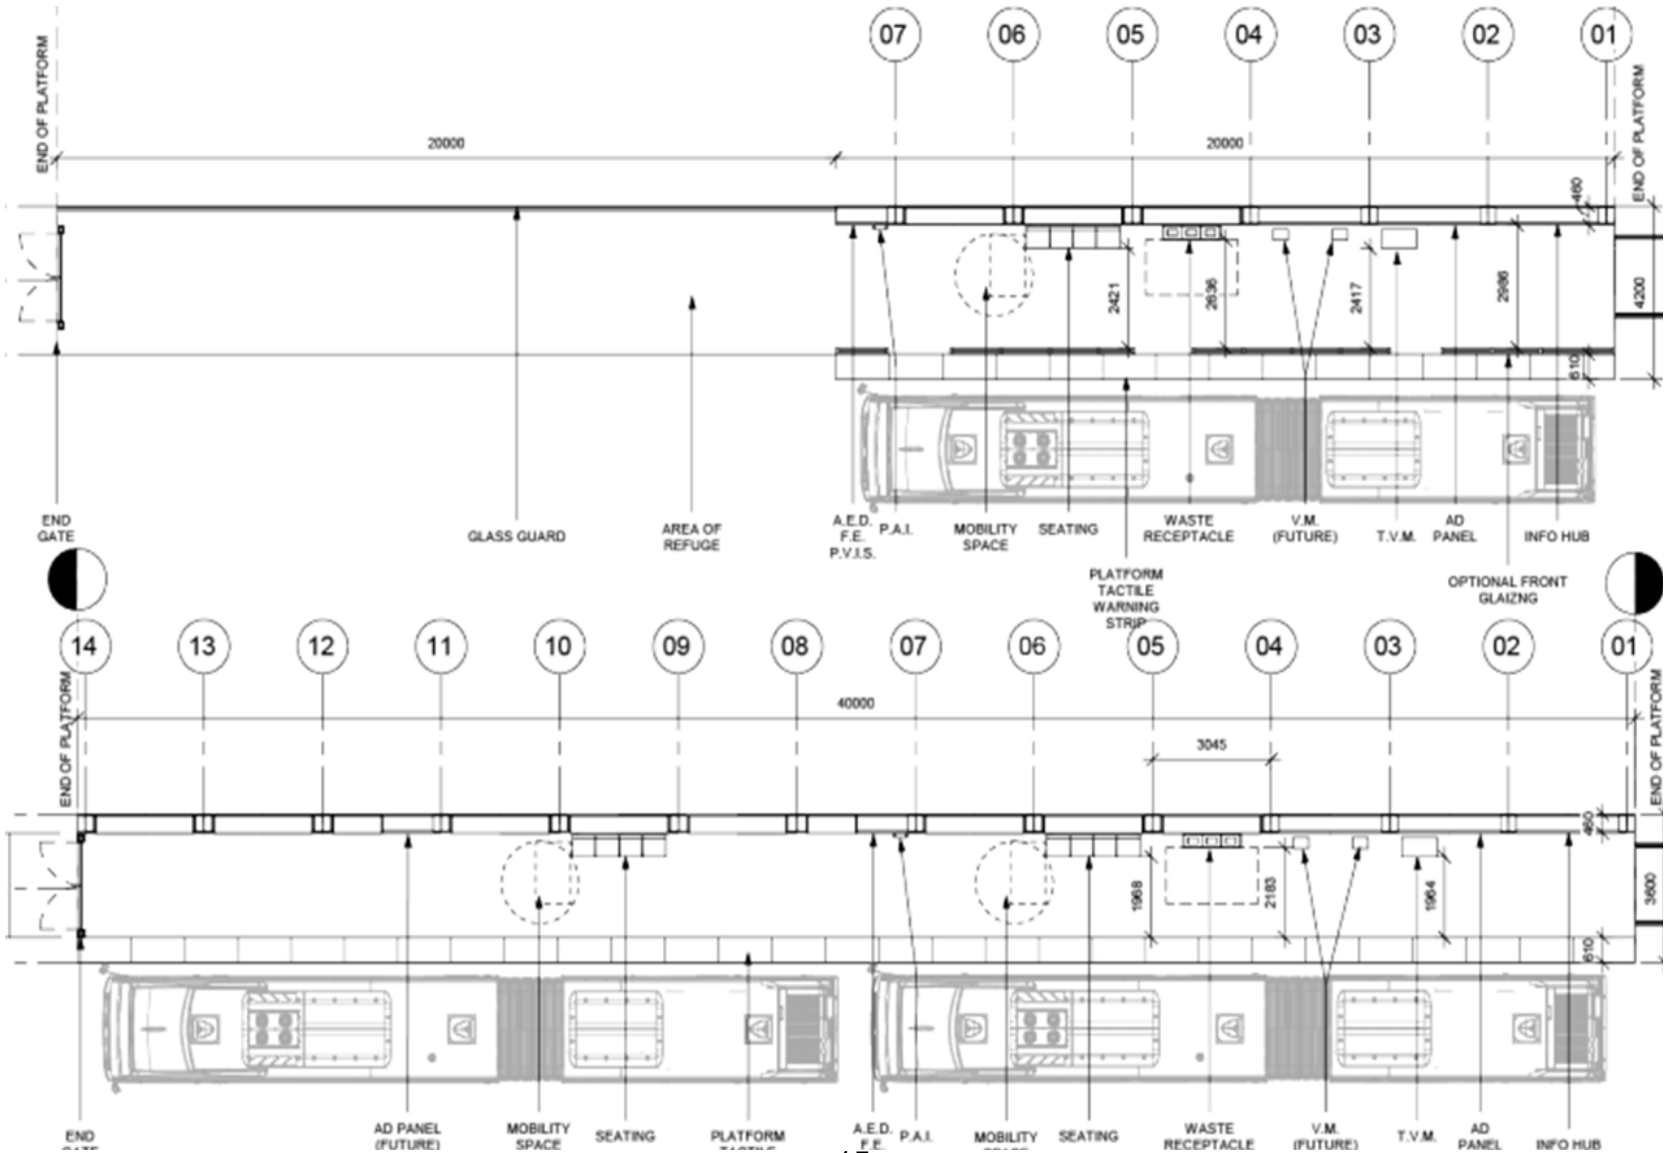 07
06
05
04
03
02
01
END OF PLATFORM
END OF PLATFORM
20000
20000
460
2421
2636
2417
2986
4200
610
END
GATE
GLASS GUARD
AREA OF
REFUGE
A.E.D.
F.E.
P.V.I.S.
P.A.I.
MOBILITY
SPACE
SEATING
WASTE
RECEPTACLE
V.M.
(FUTURE)
T.V.M.
AD
PANEL
INFO HUB
PLATFORM
TACTILE
WARNING
STRIP
OPTIONAL FRONT
GLAIZNG
14
13
12
11
10
09
08
07
06
05
04
03
02
01
END OF PLATFORM
END OF PLATFORM
40000
3045
460
1968
2183
1964
3600
610
END
GATE
AD PANEL
(FUTURE)
MOBILITY
SPACE
SEATING
PLATFORM
TACTILE
A.E.D.
F.E.
P.A.I.
MOBILITY
SPACE
SEATING
WASTE
RECEPTACLE
V.M.
(FUTURE)
T.V.M.
AD
PANEL
INFO HUB